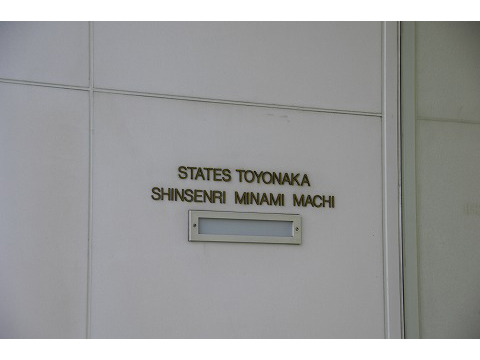 STATES TOYONAKA
SHINSENRI MINAMI MACHI